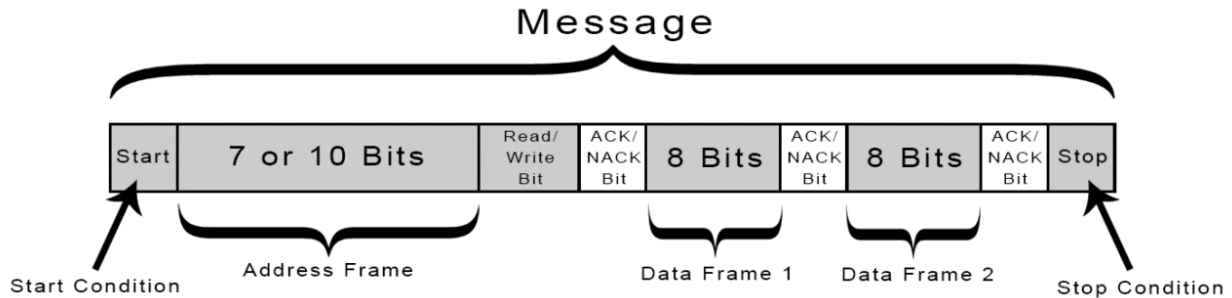 Message
Start
7 or 10 Bits
Read/
Write
Bit
ACK/
NACK
Bit
8 Bits
ACK/
NACK
Bit
8 Bits
ACK/
NACK
Bit
Stop
Address Frame
Data Frame 1
Data Frame 2
Start Condition
Stop Condition